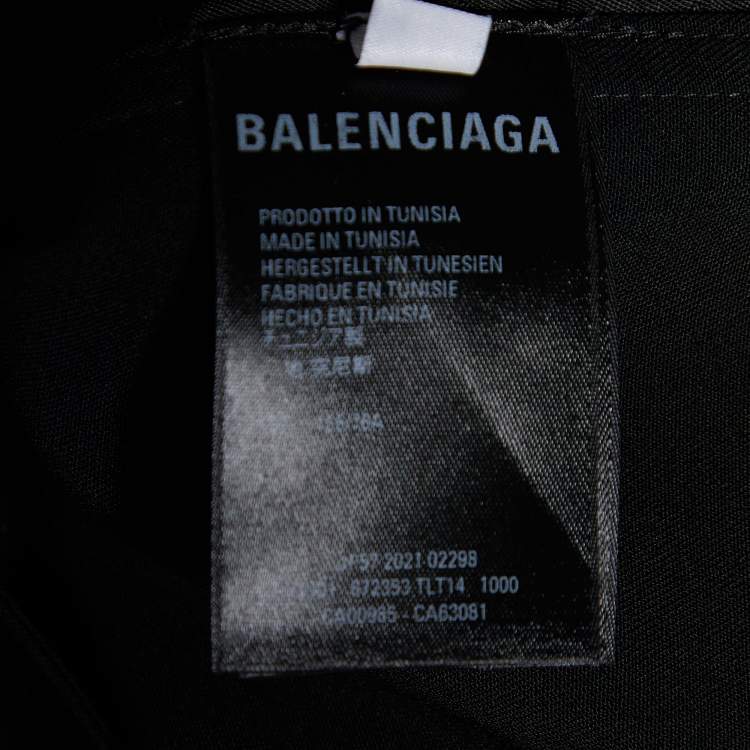 BALENCIAGA
PRODOTTO IN TUNISIA
MADE IN TUNISIA
HERGESTELLT IN TUNESIEN
FABRIQUE EN TUNISIE
HECHO EN TUNISIA
チュニジア製
2021 02298
672353 TLT14 1000
CA00985 - CA63081